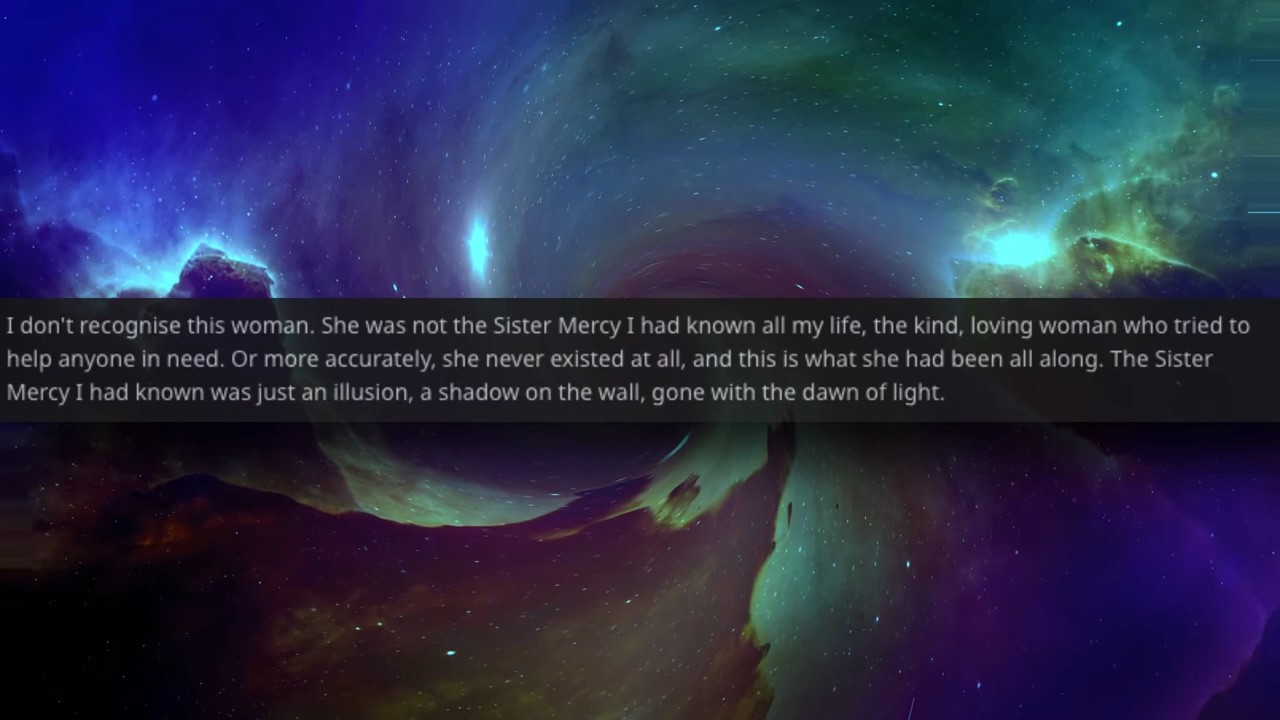 I don't recognise this woman. She was not the Sister Mercy I had known all my life, the kind, loving woman who tried to
help anyone in need. Or more accurately, she never existed at all, and this is what she had been all along. The Sister
Mercy I had known was just an illusion, a shadow on the wall, gone with the dawn of light.